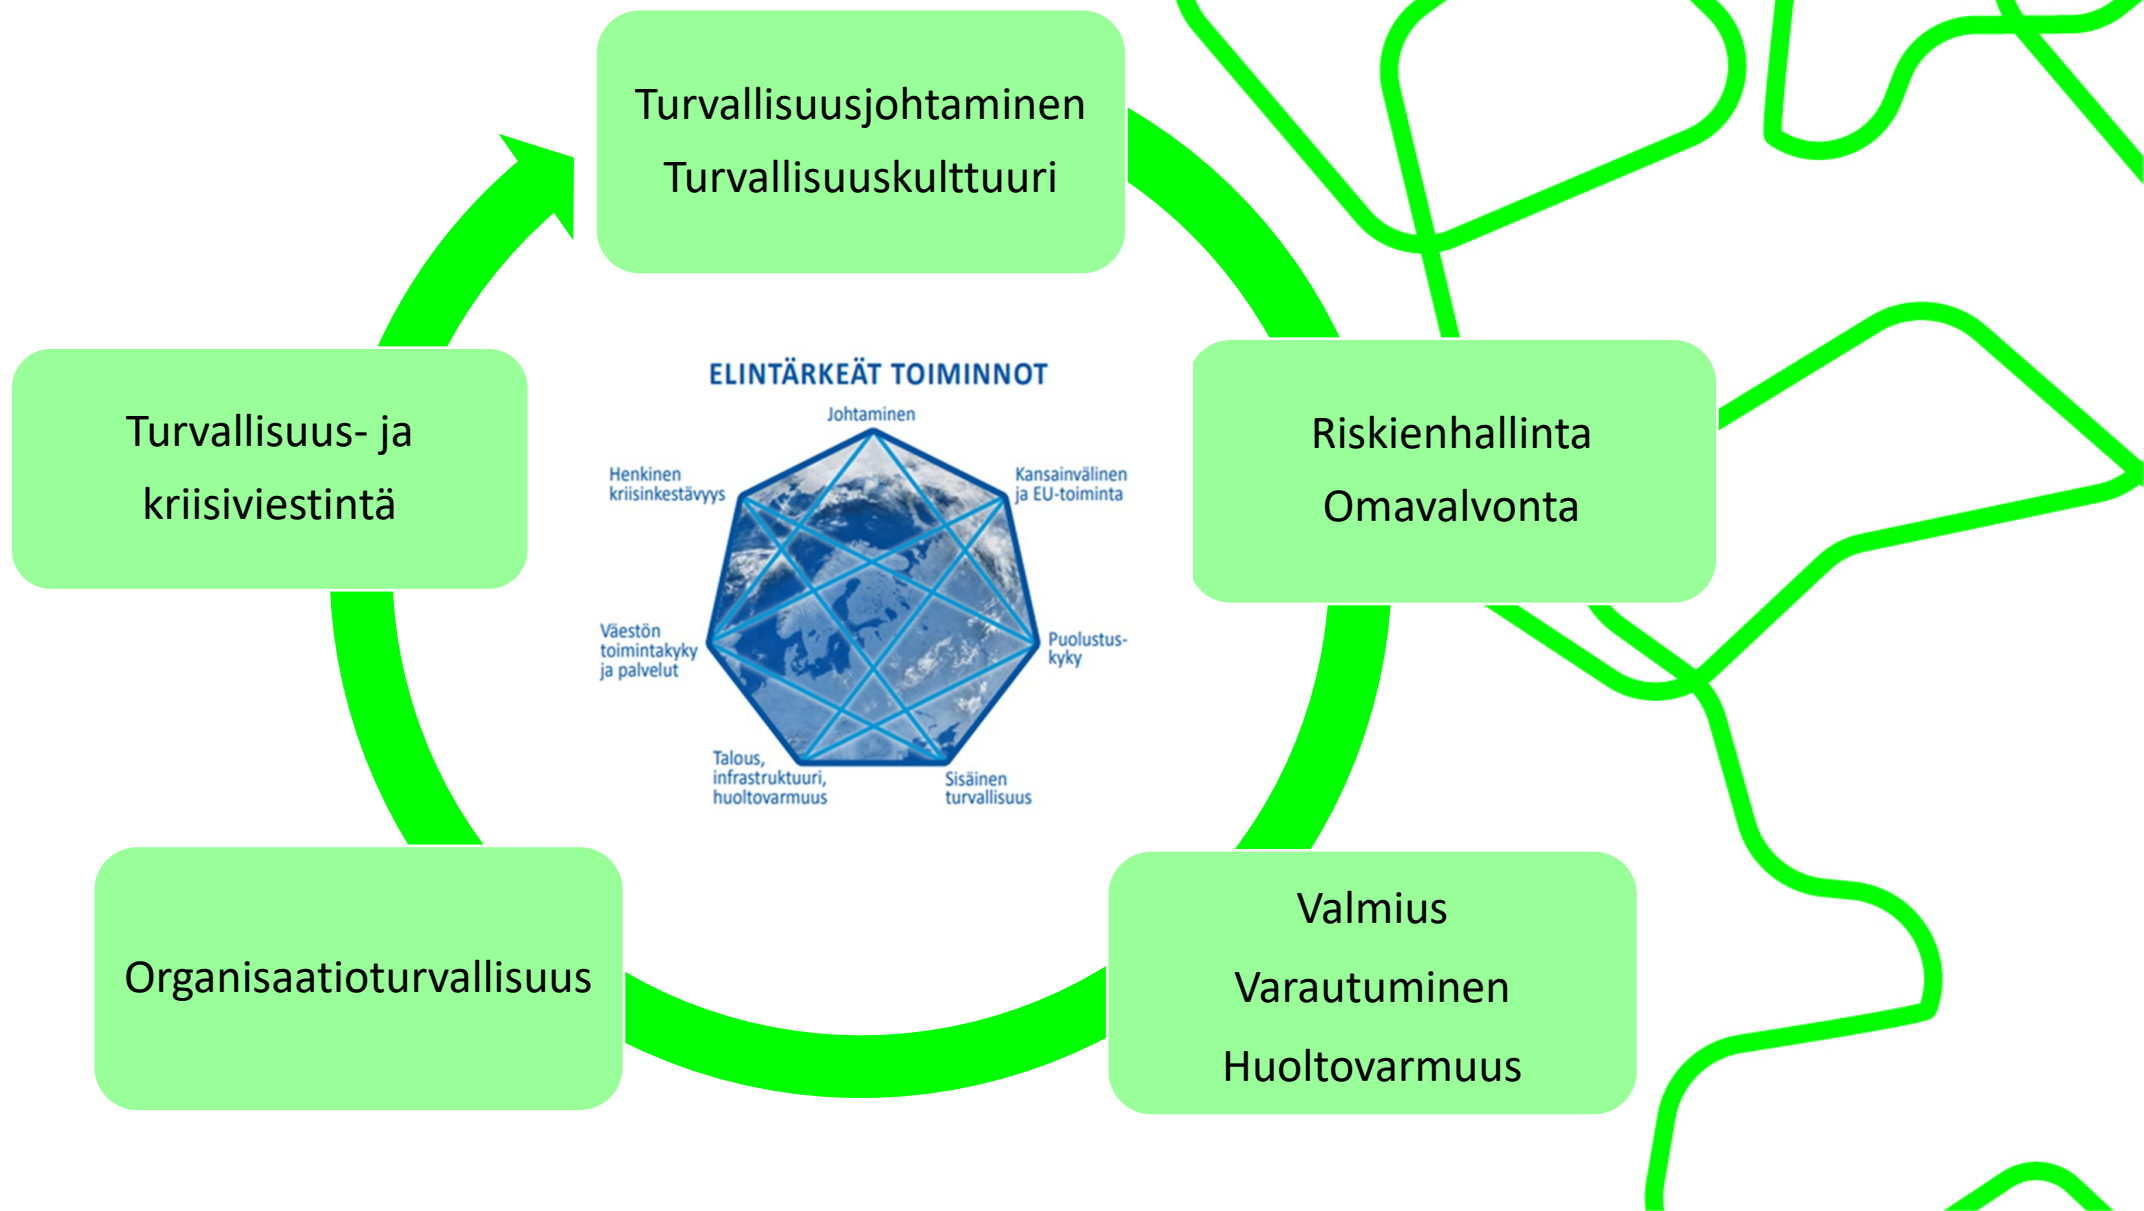 Turvallisuusjohtaminen
Turvallisuuskulttuuri
Turvallisuus- ja
kriisiviestintä
Riskienhallinta
Omavalvonta
ELINTÄRKEÄT TOIMINNOT
Johtaminen
Henkinen
kriisinkestävyys
Kansainvälinen
ja EU-toiminta
Väestön
toimintakyky
ja palvelut
Puolustus-
kyky
Talous,
infrastruktuuri,
huoltovarmuus
Sisäinen
turvallisuus
Organisaatioturvallisuus
Valmius
Varautuminen
Huoltovarmuus